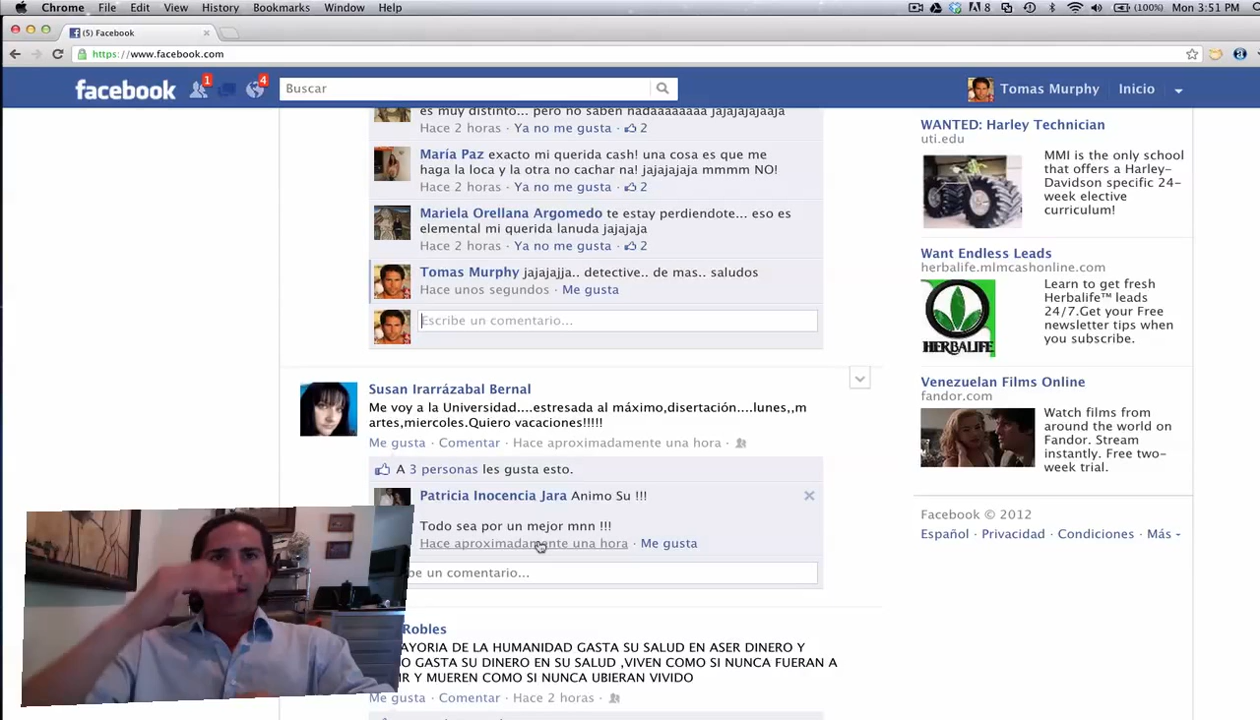 Chrome File Edit View History Bookmarks Window Help
8 (100%) Mon 3:51 PM
(5) Facebook
https://www.facebook.com
facebook 1 4 Buscar Tomas Murphy Inicio
es muy distinto... pero no saben nadaaaaaaaa jajajajajaaja
Hace 2 horas · Ya no me gusta · 2
María Paz exacto mi querida cash! una cosa es que me
haga la loca y la otra no cachar na! jajajajaja mmmm NO!
Hace 2 horas · Ya no me gusta · 2
Mariela Orellana Argomedo te estay perdiendote... eso es
elemental mi querida lanuda jajajaja
Hace 2 horas · Ya no me gusta · 2
Tomas Murphy jajajajja.. detective.. de mas.. saludos
Hace unos segundos · Me gusta
Escribe un comentario...
Susan Irarrázabal Bernal
Me voy a la Universidad....estresada al máximo,disertación....lunes,,m
artes,miercoles.Quiero vacaciones!!!!!
Me gusta · Comentar · Hace aproximadamente una hora ·
A 3 personas les gusta esto.
Patricia Inocencia Jara Animo Su !!!
Todo sea por un mejor mnn !!!
Hace aproximadamente una hora · Me gusta
be un comentario...
Robles
AYORIA DE LA HUMANIDAD GASTA SU SALUD EN ASER DINERO Y
O GASTA SU DINERO EN SU SALUD ,VIVEN COMO SI NUNCA FUERAN A
IR Y MUEREN COMO SI NUNCA UBIERAN VIVIDO
Me gusta · Comentar · Hace 2 horas ·
WANTED: Harley Technician
uti.edu
MMI is the only school
that offers a Harley-
Davidson specific 24-
week elective
curriculum!
Want Endless Leads
herbalife.mlmcashonline.com
HERBALIFE
Learn to get fresh
Herbalife™ leads
24/7.Get your Free
newsletter tips when
you subscribe.
Venezuelan Films Online
fandor.com
Watch films from
around the world on
Fandor. Stream
instantly. Free two-
week trial.
Facebook © 2012
Español · Privacidad · Condiciones · Más